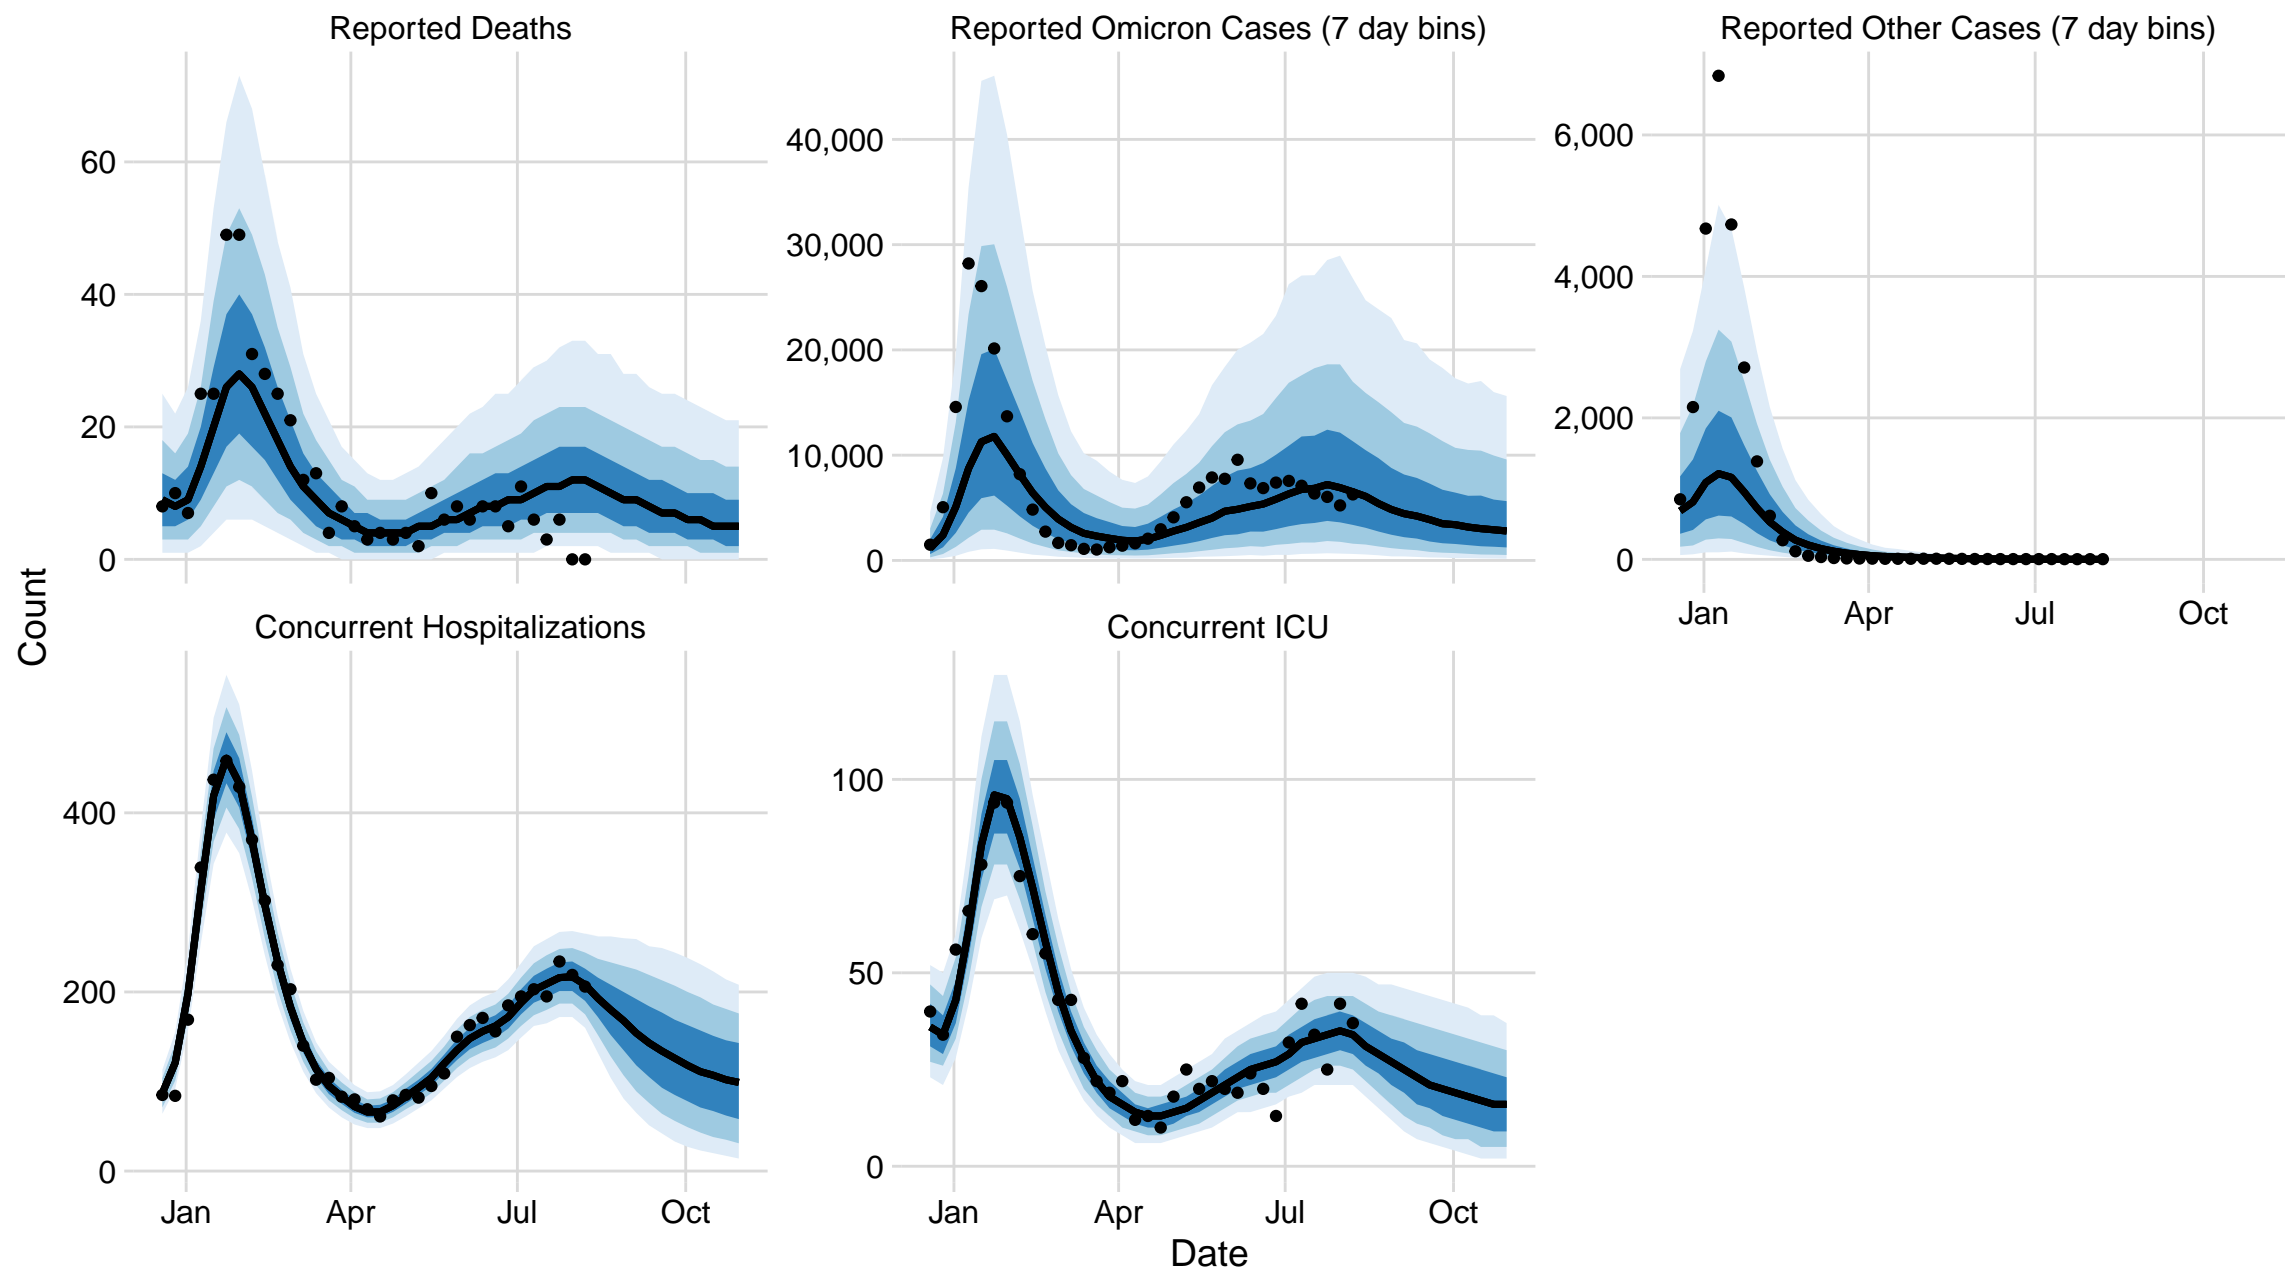 Reported Deaths
Reported Omicron Cases (7 day bins)
Reported Other Cases (7 day bins)
60
40
20
0
40,000
30,000
20,000
10,000
0
6,000
4,000
2,000
0
Jan Apr Jul Oct
Count
Concurrent Hospitalizations
Concurrent ICU
400
200
0
100
50
0
Jan Apr Jul Oct
Jan Apr Jul Oct
Date